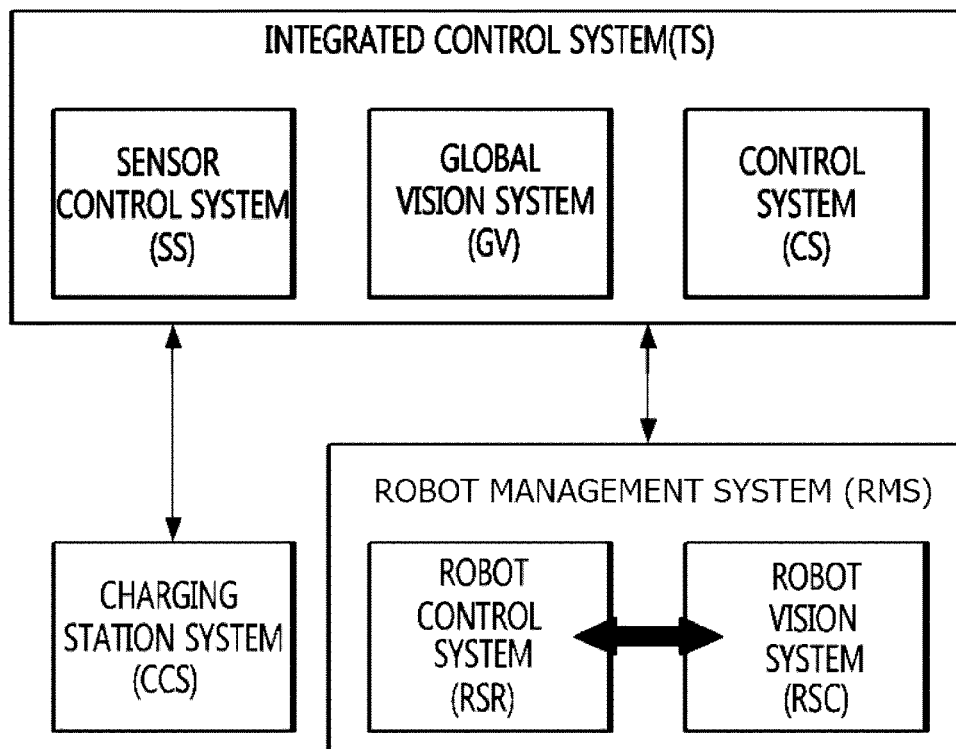 INTEGRATED CONTROL SYSTEM(TS)
SENSOR
CONTROL SYSTEM
(SS)
GLOBAL
VISION SYSTEM
(GV)
CONTROL
SYSTEM
(CS)
CHARGING
STATION SYSTEM
(CCS)
ROBOT MANAGEMENT SYSTEM (RMS)
ROBOT
CONTROL
SYSTEM
(RSR)
ROBOT
VISION
SYSTEM
(RSC)